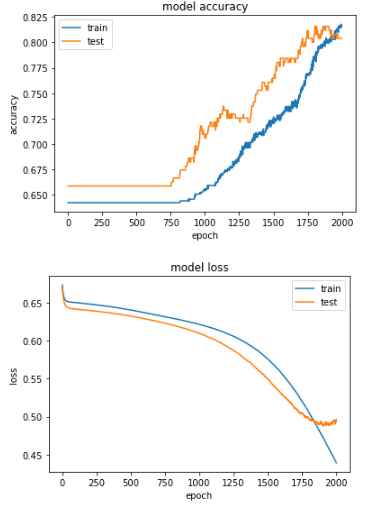 model accuracy
0.825
0.800
0.775
0.750
0.725
0.700
0.675
0.650
accuracy
train
test
0 250 500 750 1000 1250 1500 1750 2000
epoch
model loss
0.65
0.60
0.55
0.50
0.45
loss
train
test
0 250 500 750 1000 1250 1500 1750 2000
epoch